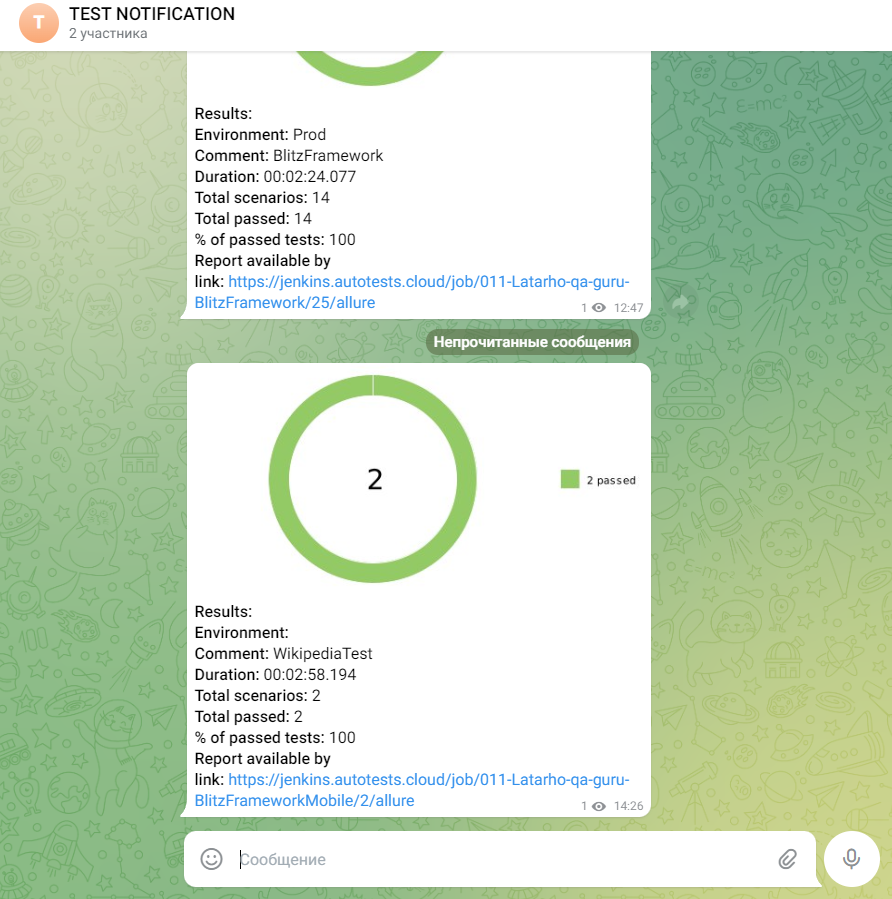 T
TEST NOTIFICATION
2 участника
Results:
Environment: Prod
Comment: BlitzFramework
Duration: 00:02:24.077
Total scenarios: 14
Total passed: 14
% of passed tests: 100
Report available by
link: https://jenkins.autotests.cloud/job/011-Latarho-qa-guru-
BlitzFramework/25/allure
1 12:47
Непрочитанные сообщения
2
2 passed
Results:
Environment:
Comment: WikipediaTest
Duration: 00:02:58.194
Total scenarios: 2
Total passed: 2
% of passed tests: 100
Report available by
link: https://jenkins.autotests.cloud/job/011-Latarho-qa-guru-
BlitzFrameworkMobile/2/allure
1 14:26
Сообщение